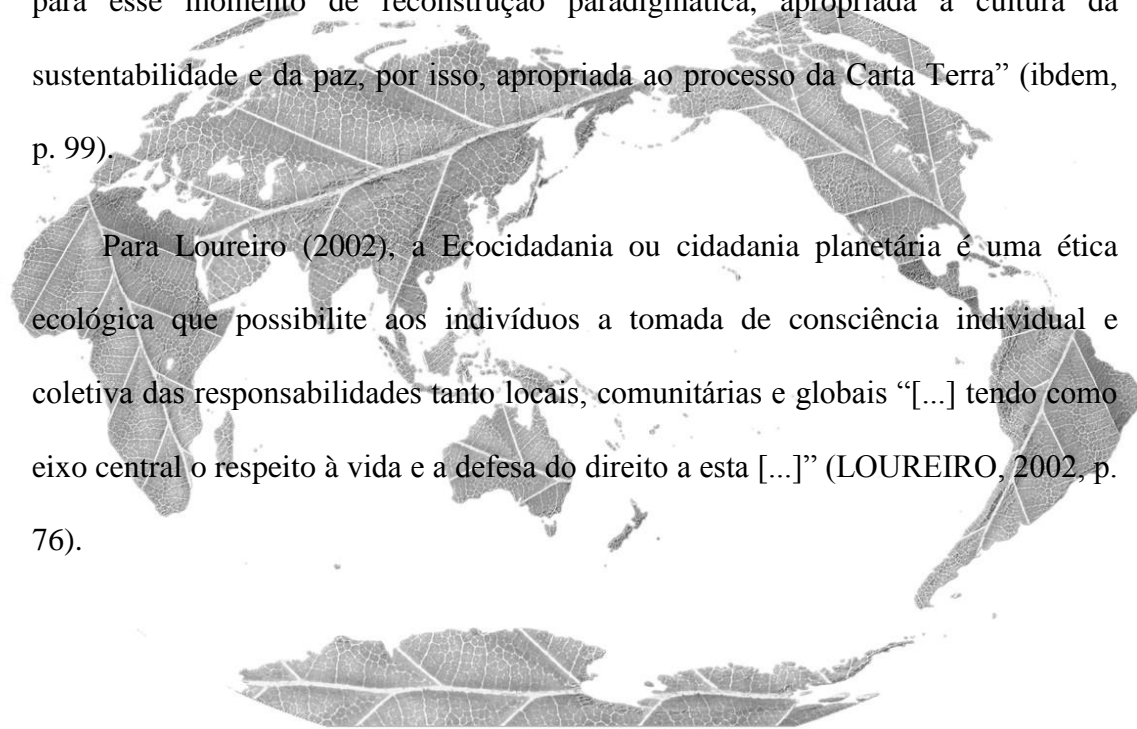 para esse momento de reconstrução paradigmática, apropriada à cultura da
sustentabilidade e da paz, por isso, apropriada ao processo da Carta Terra” (ibdem,
p. 99).
Para Loureiro (2002), a Ecocidadania ou cidadania planetária é uma ética
ecológica que possibilite aos indivíduos a tomada de consciência individual e
coletiva das responsabilidades tanto locais, comunitárias e globais “[...] tendo como
eixo central o respeito à vida e a defesa do direito a esta [...]” (LOUREIRO, 2002, p.
76).